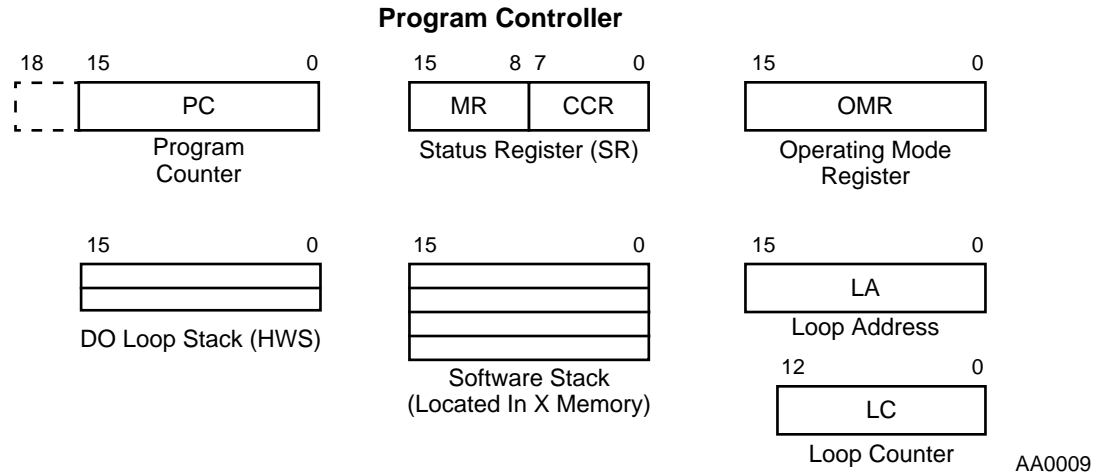 Program Controller
18 15 0 15 8 7 0 15 0
PC MR CCR OMR
Program
Counter
Status Register (SR)
Operating Mode
Register
15 0 15 0 15 0
LA
DO Loop Stack (HWS)
Loop Address
Software Stack
(Located In X Memory)
12 0
LC
Loop Counter
AA0009